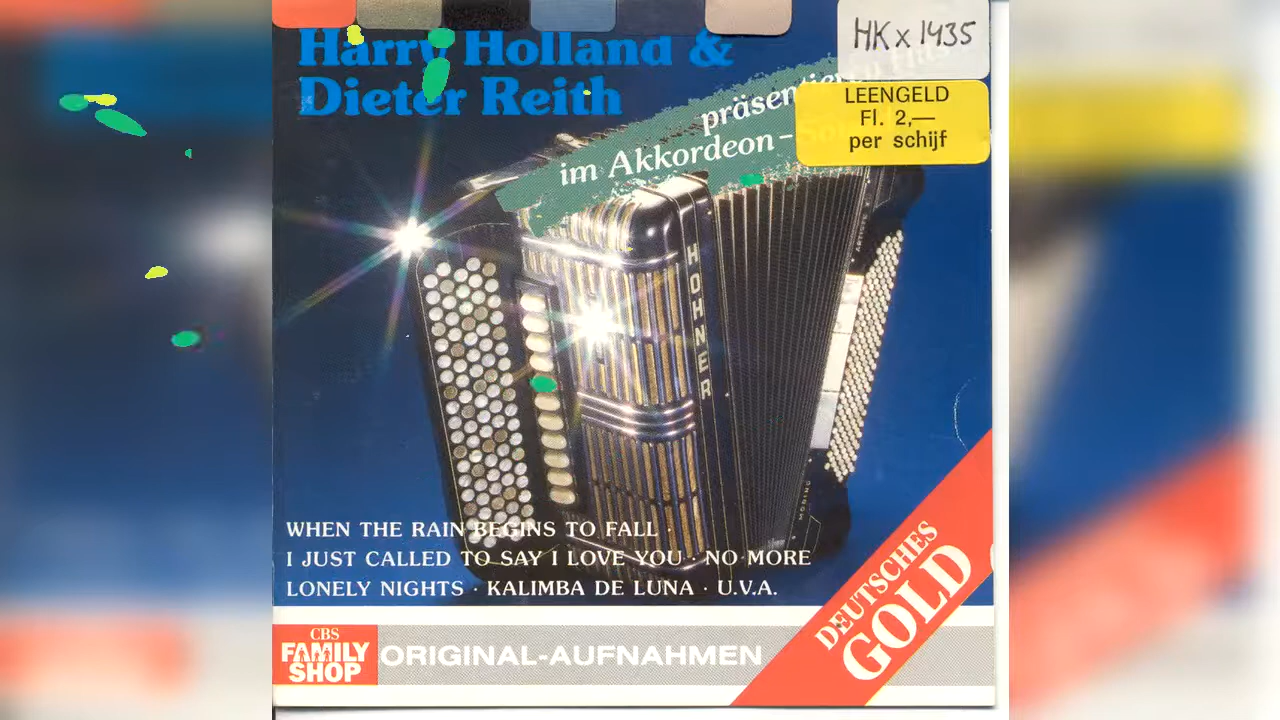 HK x 1435
Harry Holland &
Dieter Reith
LEENGELD
Fl. 2,—
per schijf
präsentieren Hits
im Akkordeon-
HOHNER
WHEN THE RAIN BEGINS TO FALL ·
I JUST CALLED TO SAY I LOVE YOU · NO MORE
LONELY NIGHTS · KALIMBA DE LUNA · U.V.A.
DEUTSCHES
GOLD
CBS
FAMILY
SHOP
ORIGINAL-AUFNAHMEN